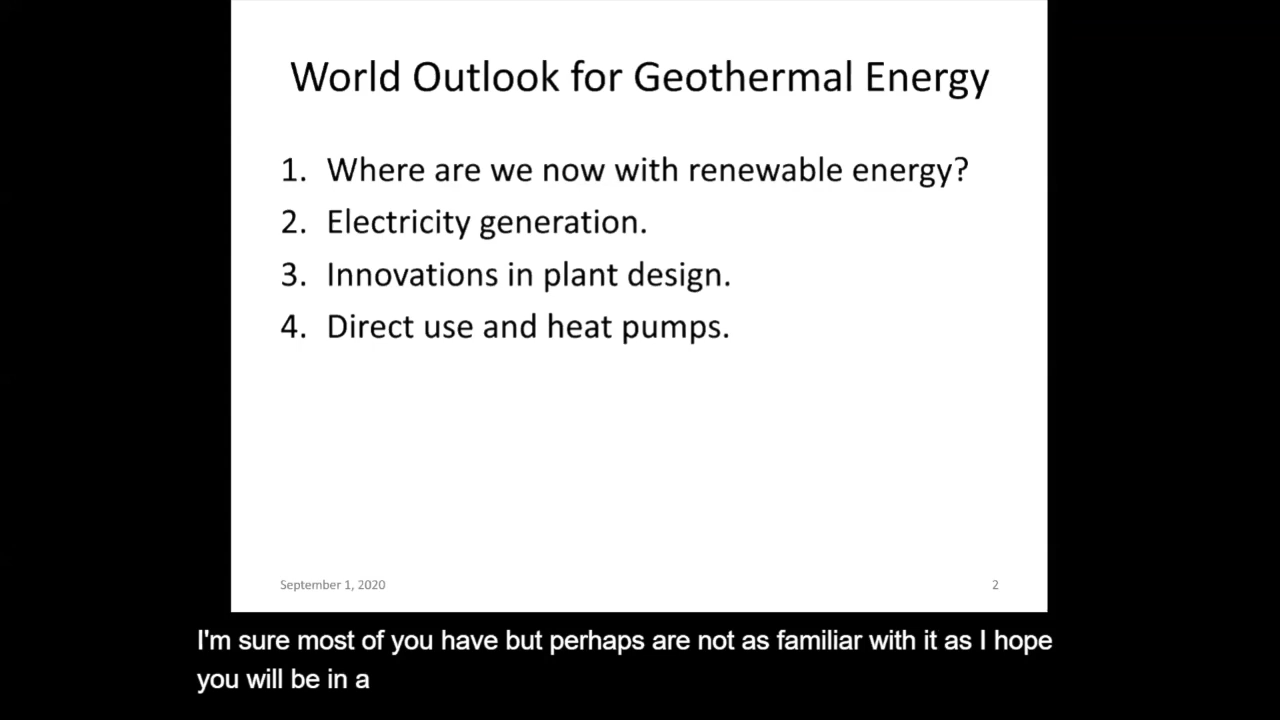 World Outlook for Geothermal Energy
1. Where are we now with renewable energy?
2. Electricity generation.
3. Innovations in plant design.
4. Direct use and heat pumps.
September 1, 2020
2
I'm sure most of you have but perhaps are not as familiar with it as I hope
you will be in a